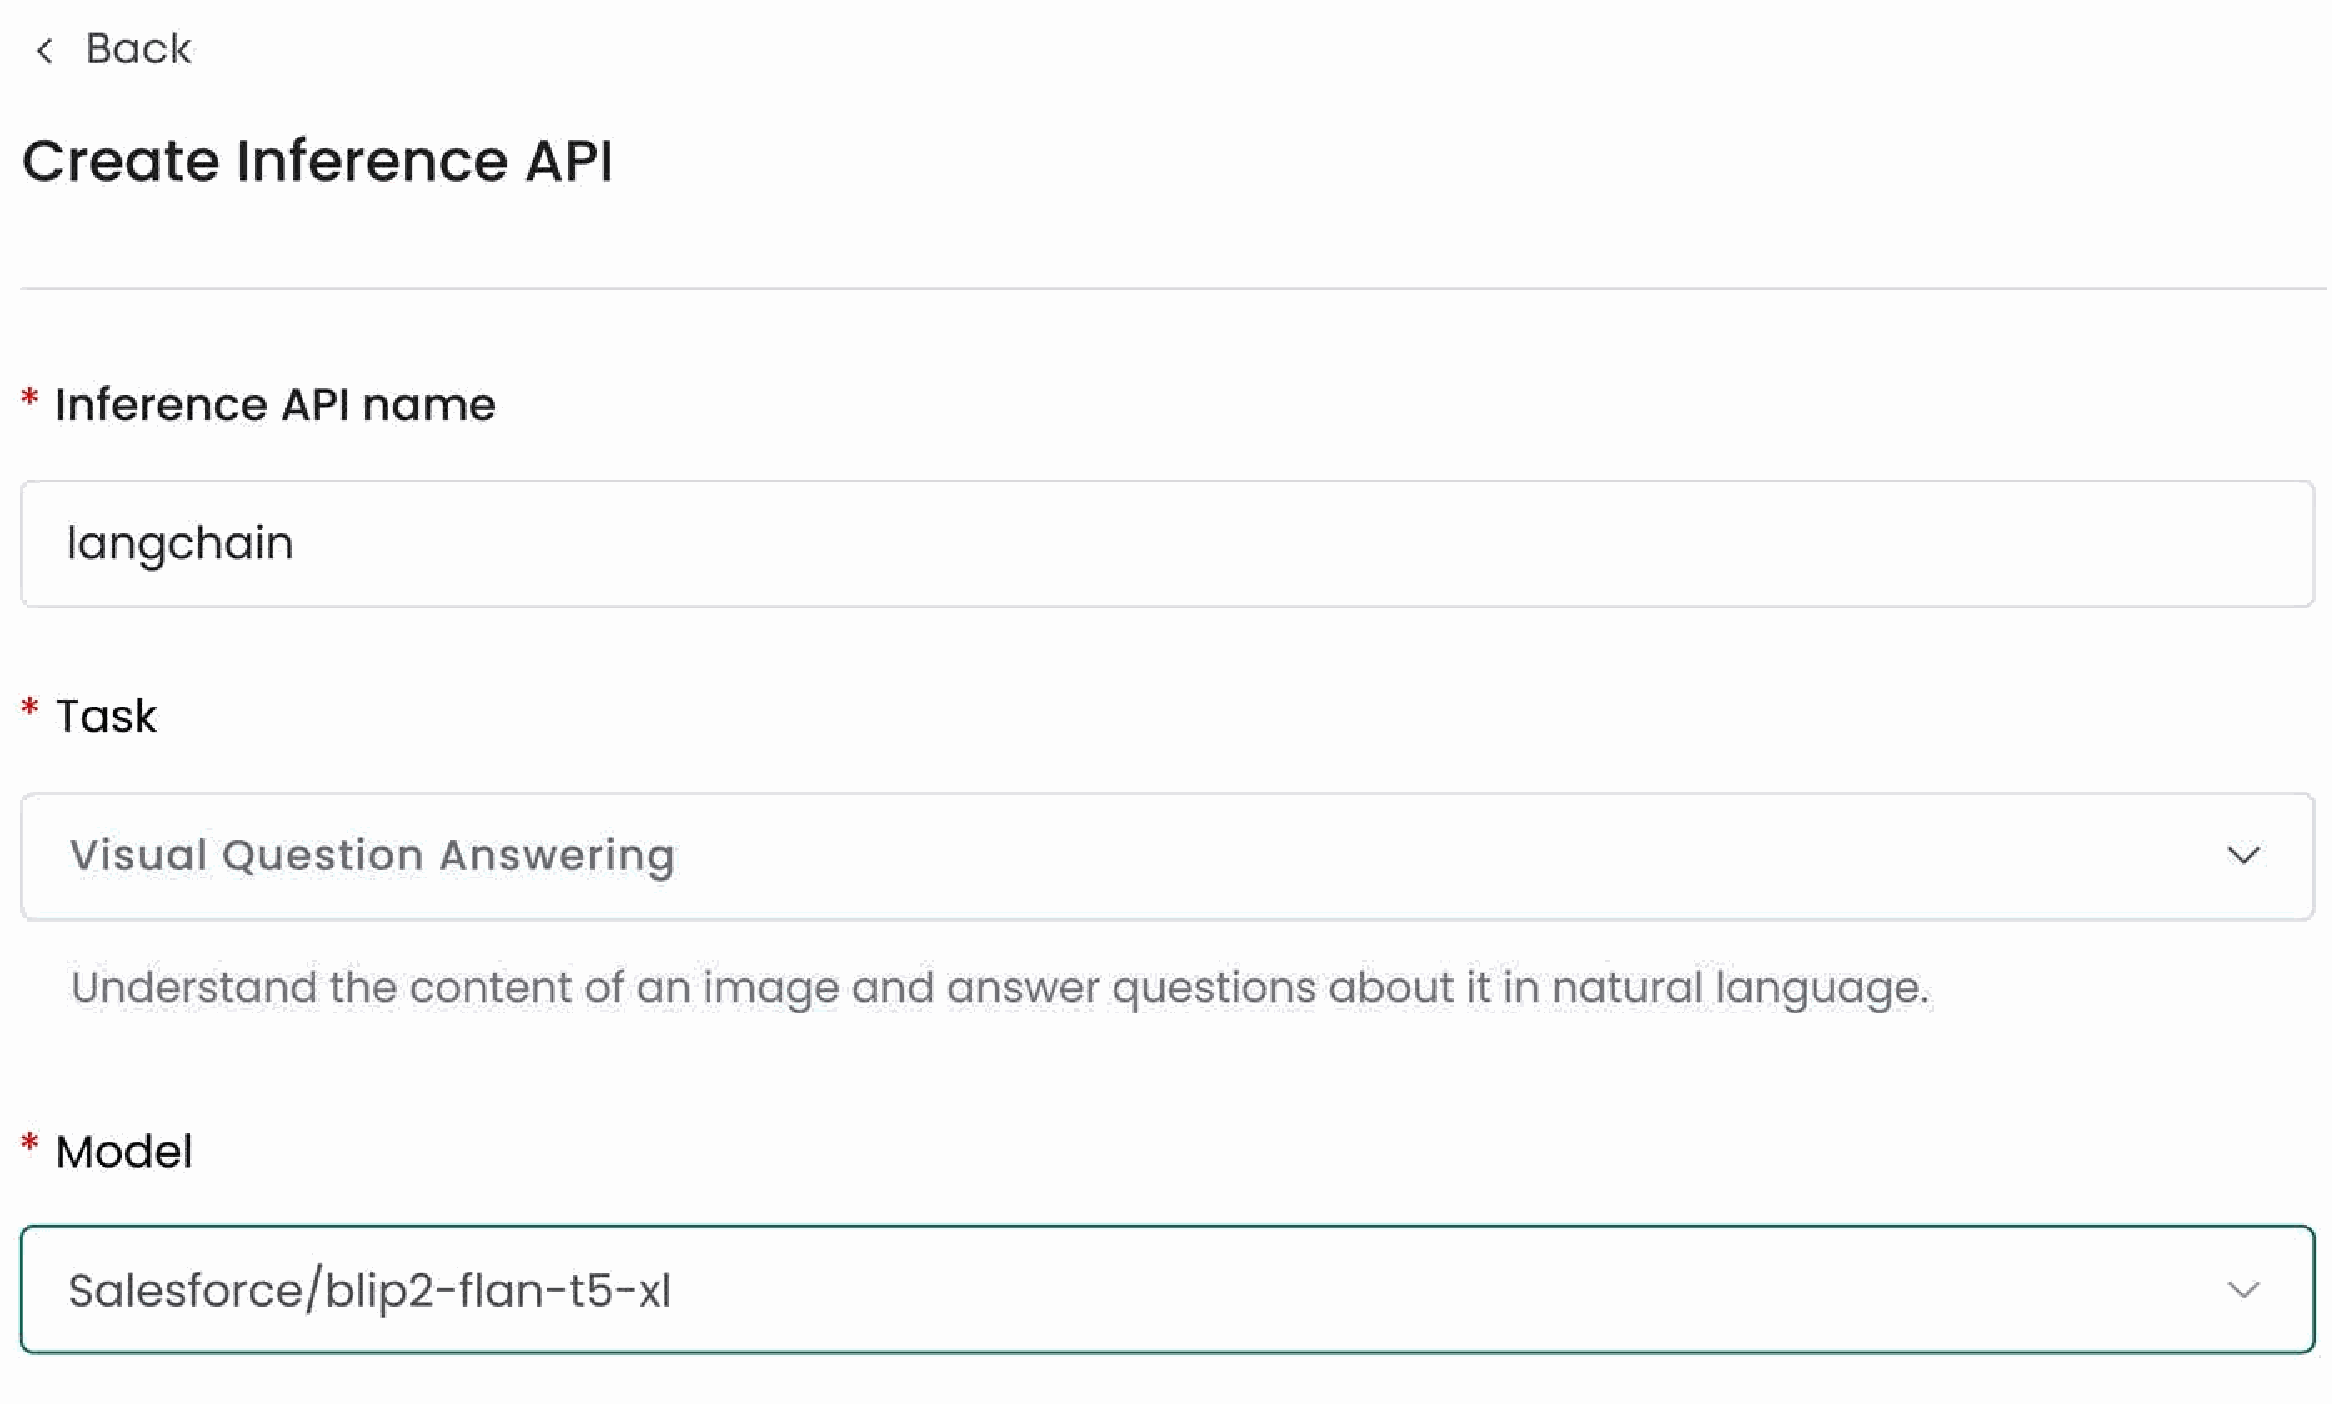 Back
Create Inference API
* Inference API name
langchain
* Task
Visual Question Answering
Understand the content of an image and answer questions about it in natural language.
* Model
Salesforce/blip2-flan-t5-xl